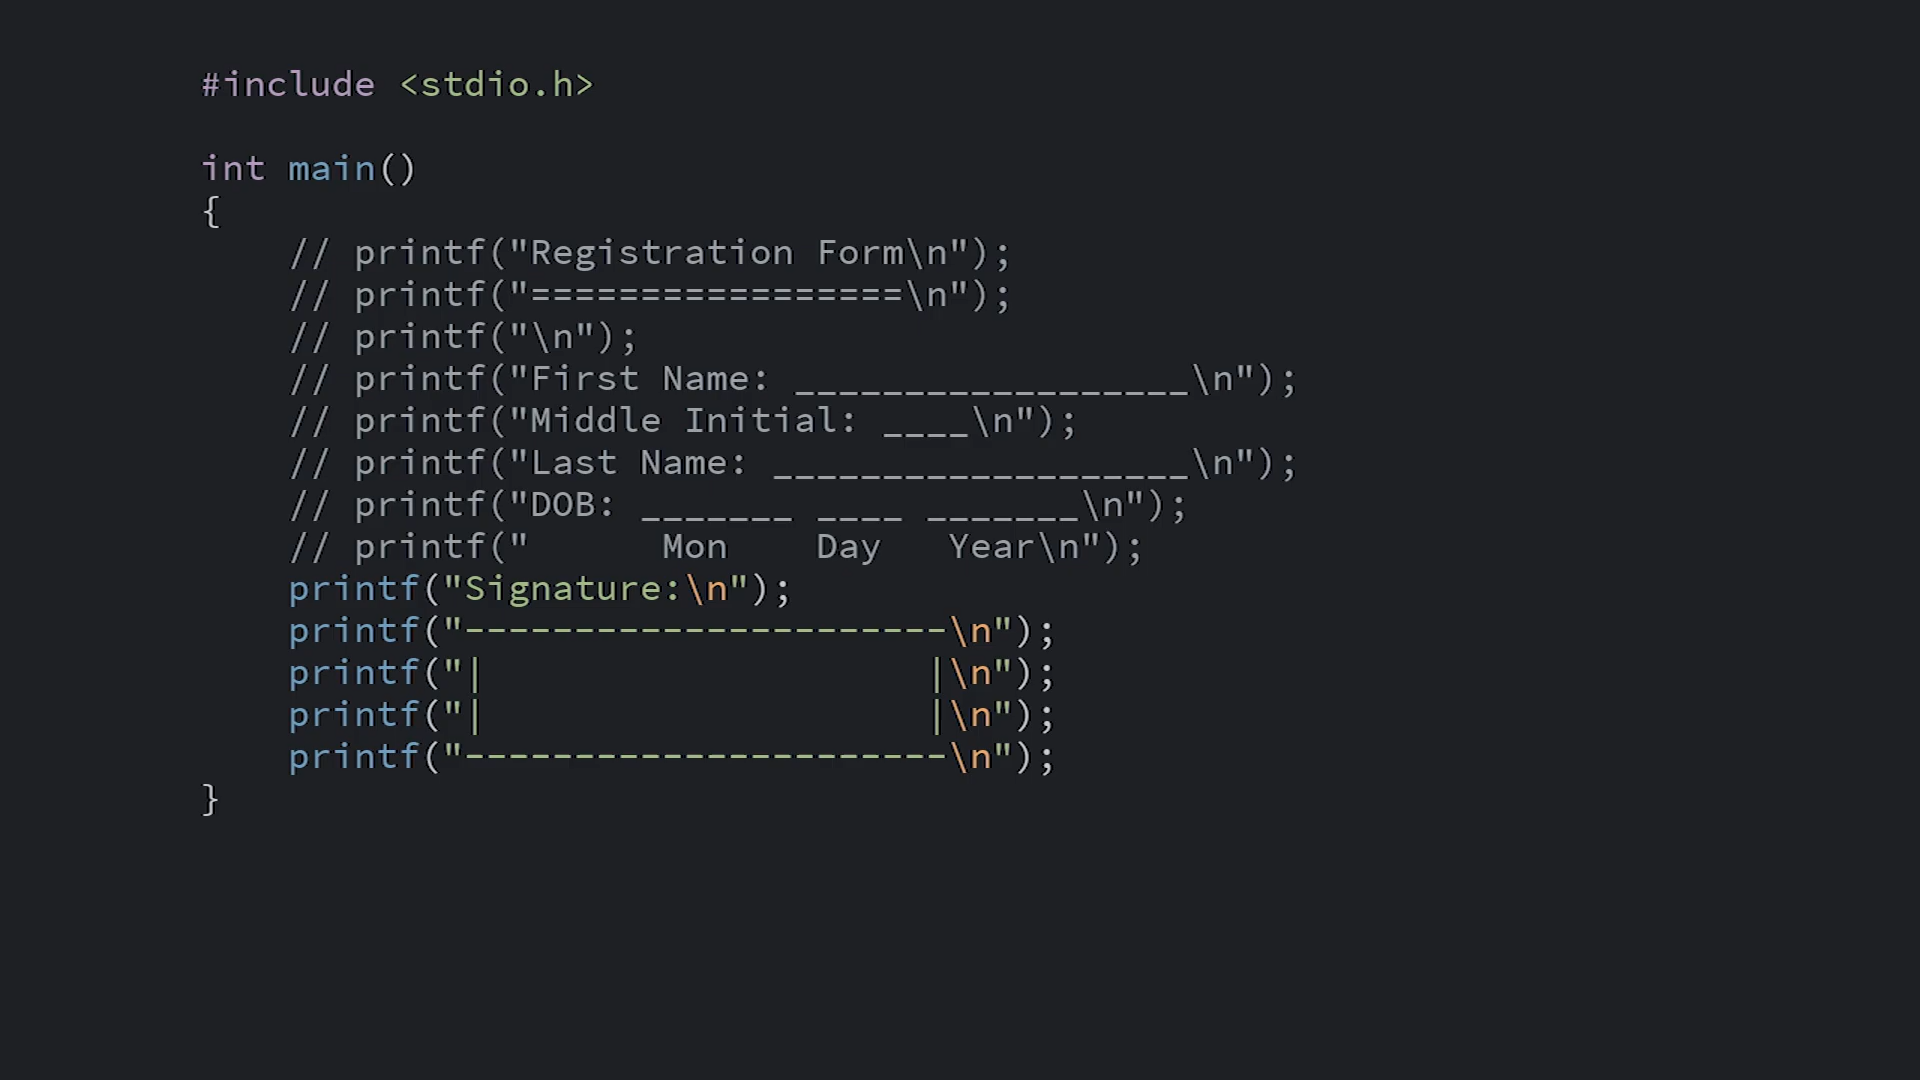 #include <stdio.h>

int main()
{
    // printf("Registration Form\n");
    // printf("=================\n");
    // printf("\n");
    // printf("First Name: __________________\n");
    // printf("Middle Initial: ____\n");
    // printf("Last Name: ___________________\n");
    // printf("DOB: _______ ____ _______\n");
    // printf("      Mon    Day   Year\n");
    printf("Signature:\n");
    printf("----------------------\n");
    printf("|                    |\n");
    printf("|                    |\n");
    printf("----------------------\n");
}